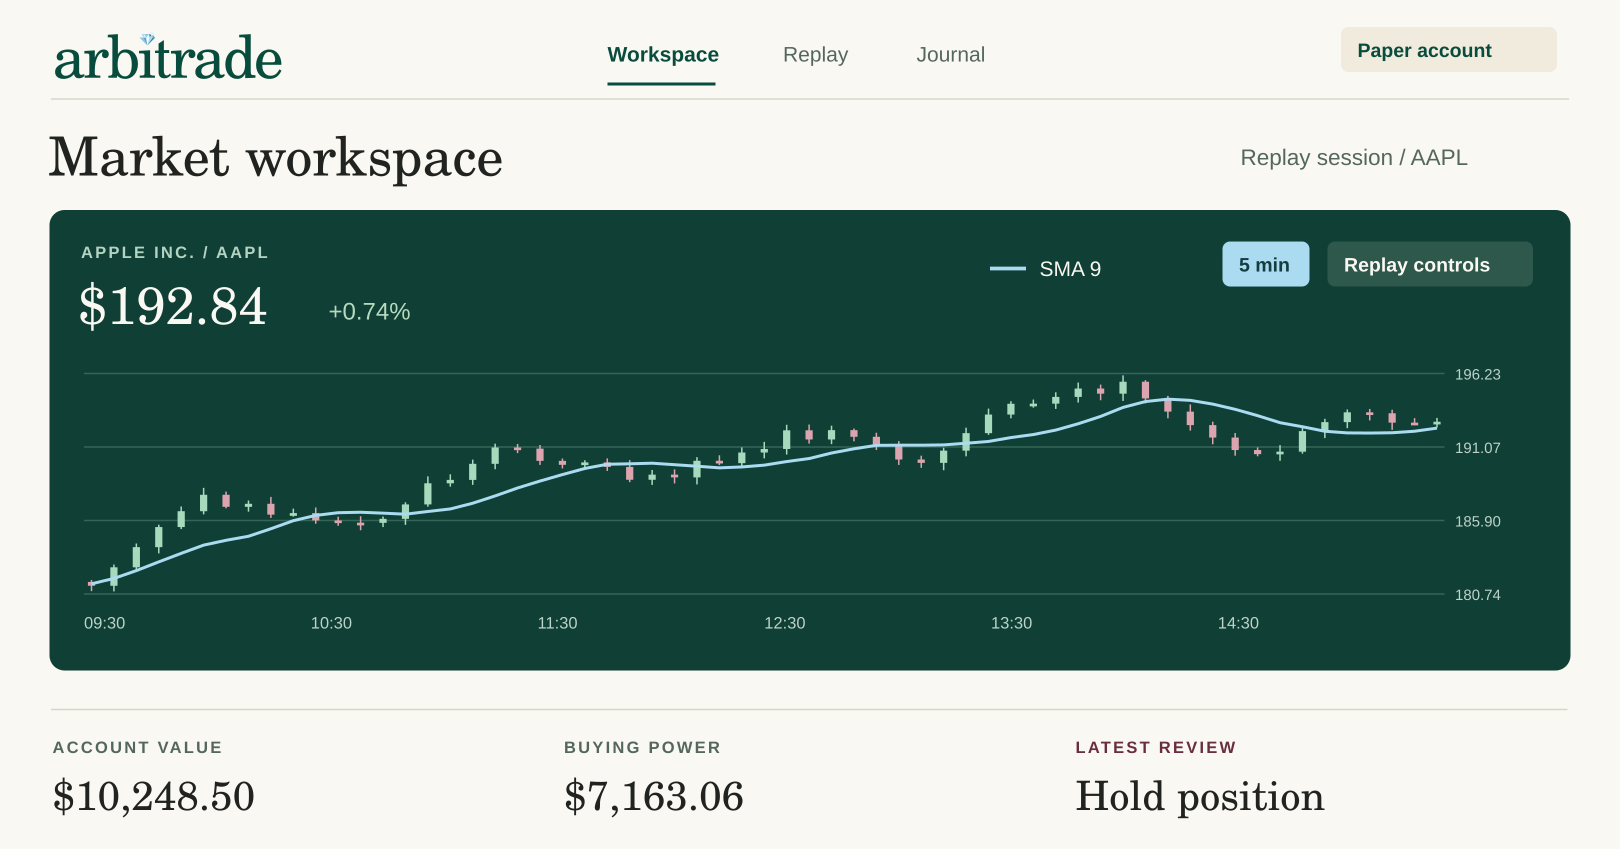 arbitrade
Workspace
Replay
Journal
Paper account
Market workspace
Replay session / AAPL
APPLE INC. / AAPL
$192.84
+0.74%
SMA 9
5 min
Replay controls
196.23
191.07
185.90
180.74
09:30
10:30
11:30
12:30
13:30
14:30
ACCOUNT VALUE
$10,248.50
BUYING POWER
$7,163.06
LATEST REVIEW
Hold position